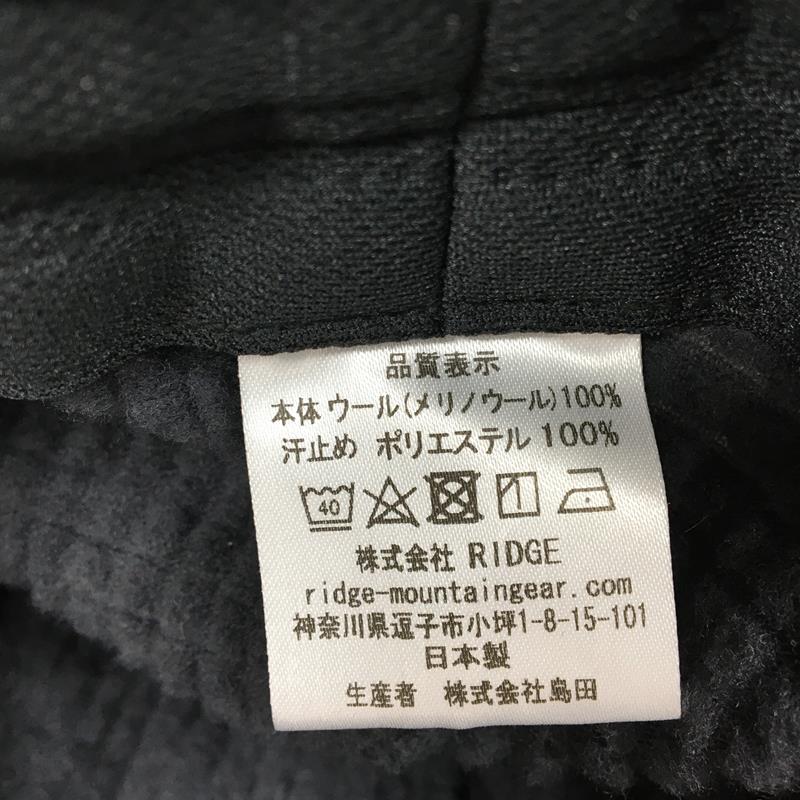 品質表示
本体 ウール(メリノウール)100%
汗止め ポリエステル 100%
40
株式会社 RIDGE
ridge-mountaingear.com
神奈川県逗子市小坪1-8-15-101
日本製
生産者 株式会社島田